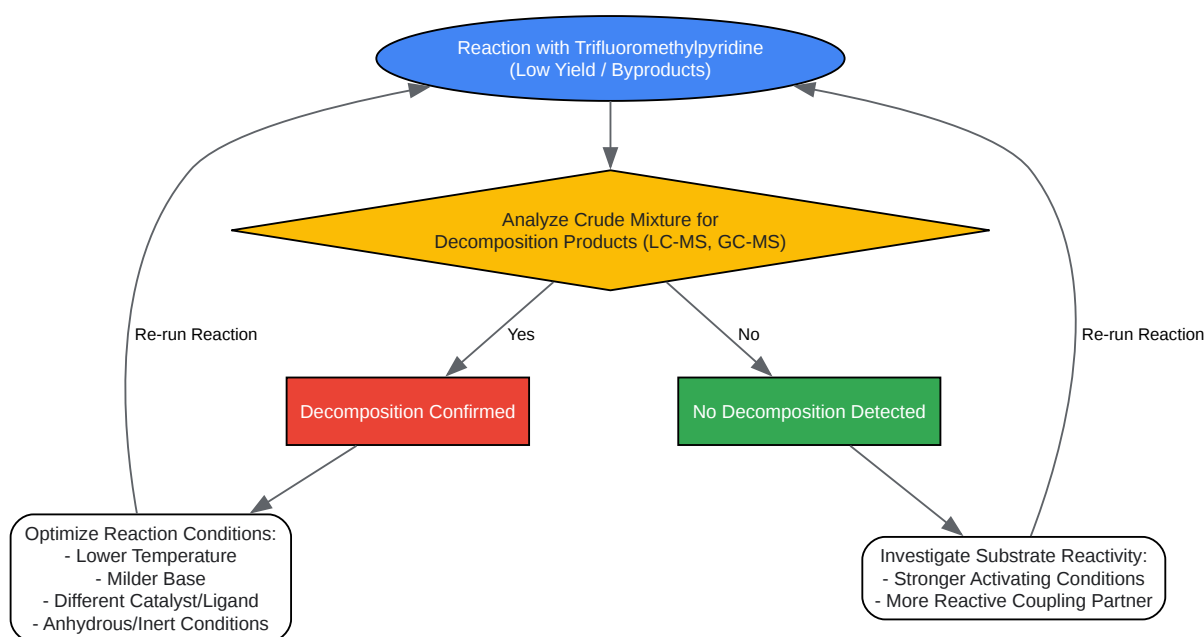 Reaction with Trifluoromethylpyridine
(Low Yield / Byproducts)
Analyze Crude Mixture for
Decomposition Products (LC-MS, GC-MS)
Re-run Reaction
Yes
No
Re-run Reaction
Decomposition Confirmed
No Decomposition Detected
Optimize Reaction Conditions:
- Lower Temperature
- Milder Base
- Different Catalyst/Ligand
- Anhydrous/Inert Conditions
Investigate Substrate Reactivity:
- Stronger Activating Conditions
- More Reactive Coupling Partner